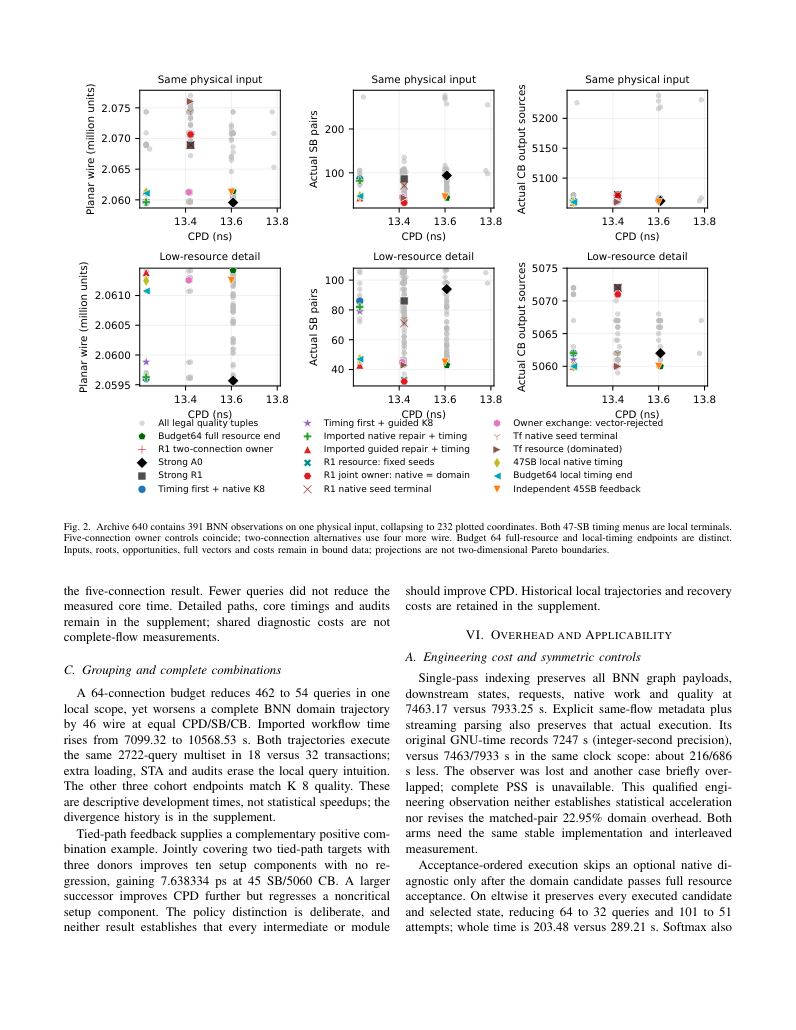 Same physical input
Same physical input
Same physical input
Planar wire (million units)
2.075
2.070
2.065
2.060
13.4 13.6 13.8
CPD (ns)
Actual SB pairs
200
100
13.4 13.6 13.8
CPD (ns)
Actual CB output sources
5200
5150
5100
13.4 13.6 13.8
CPD (ns)
Low-resource detail
Low-resource detail
Low-resource detail
Planar wire (million units)
2.0610
2.0605
2.0600
2.0595
13.4 13.6 13.8
CPD (ns)
Actual SB pairs
100
80
60
40
13.4 13.6 13.8
CPD (ns)
Actual CB output sources
5075
5070
5065
5060
13.4 13.6 13.8
CPD (ns)
All legal quality tuples
Budget64 full resource end
R1 two-connection owner
Strong A0
Strong R1
Timing first + native K8
Timing first + guided K8
Imported native repair + timing
Imported guided repair + timing
R1 resource: fixed seeds
R1 joint owner: native = domain
R1 native seed terminal
Owner exchange: vector-rejected
Tf native seed terminal
Tf resource (dominated)
47SB local native timing
Budget64 local timing end
Independent 45SB feedback
Fig. 2. Archive 640 contains 391 BNN observations on one physical input, collapsing to 232 plotted coordinates. Both 47-SB timing menus are local terminals.
Five-connection owner controls coincide; two-connection alternatives use four more wire. Budget 64 full-resource and local-timing endpoints are distinct.
Inputs, roots, opportunities, full vectors and costs remain in bound data; projections are not two-dimensional Pareto boundaries.
the five-connection result. Fewer queries did not reduce the
measured core time. Detailed paths, core timings and audits
remain in the supplement; shared diagnostic costs are not
complete-flow measurements.
C. Grouping and complete combinations
A 64-connection budget reduces 462 to 54 queries in one
local scope, yet worsens a complete BNN domain trajectory
by 46 wire at equal CPD/SB/CB. Imported workflow time
rises from 7099.32 to 10568.53 s. Both trajectories execute
the same 2722-query multiset in 18 versus 32 transactions;
extra loading, STA and audits erase the local query intuition.
The other three cohort endpoints match K 8 quality. These
are descriptive development times, not statistical speedups; the
divergence history is in the supplement.
Tied-path feedback supplies a complementary positive com-
bination example. Jointly covering two tied-path targets with
three donors improves ten setup components with no re-
gression, gaining 7.638334 ps at 45 SB/5060 CB. A larger
successor improves CPD further but regresses a noncritical
setup component. The policy distinction is deliberate, and
neither result establishes that every intermediate or module
should improve CPD. Historical local trajectories and recovery
costs are retained in the supplement.
VI. Overhead and Applicability
A. Engineering cost and symmetric controls
Single-pass indexing preserves all BNN graph payloads,
downstream states, requests, native work and quality at
7463.17 versus 7933.25 s. Explicit same-flow metadata plus
streaming parsing also preserves that actual execution. Its
original GNU-time records 7247 s (integer-second precision),
versus 7463/7933 s in the same clock scope: about 216/686
s less. The observer was lost and another case briefly over-
lapped; complete PSS is unavailable. This qualified engi-
neering observation neither establishes statistical acceleration
nor revises the matched-pair 22.95% domain overhead. Both
arms need the same stable implementation and interleaved
measurement.
Acceptance-ordered execution skips an optional native di-
agnostic only after the domain candidate passes full resource
acceptance. On eltwise it preserves every executed candidate
and selected state, reducing 64 to 32 queries and 101 to 51
attempts; whole time is 203.48 versus 289.21 s. Softmax also